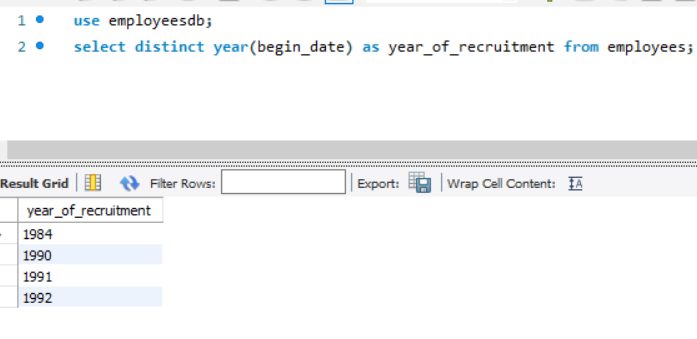 1 use employeesdb;
2 select distinct year(begin_date) as year_of_recruitment from employees;
Result Grid Filter Rows: Export: Wrap Cell Content: IA
year_of_recruitment
1984
1990
1991
1992